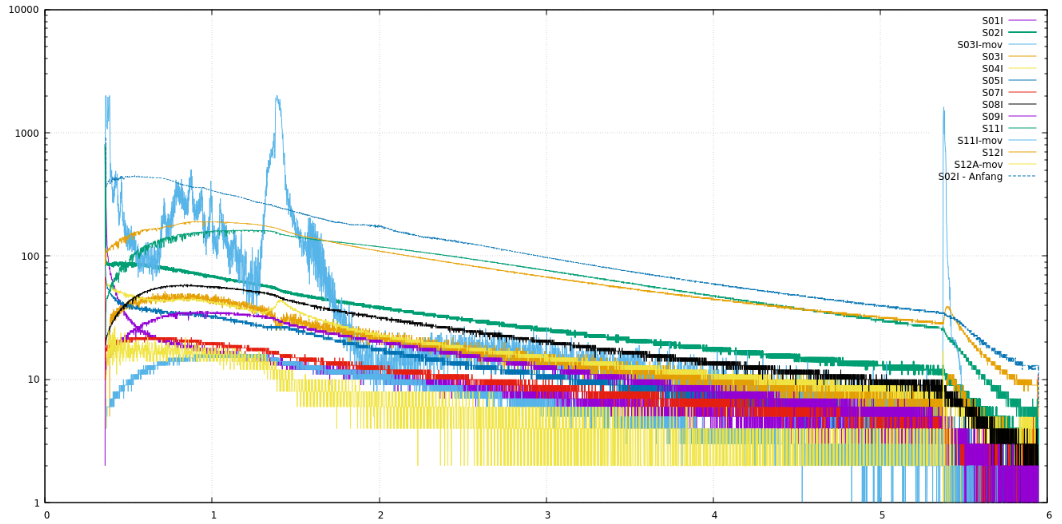 10000
1000
100
10
1
0
1
2
3
4
5
6
S01I
S02I
S03I-mov
S03I
S04I
S05I
S07I
S08I
S09I
S11I
S11I-mov
S12I
S12A-mov
S02I - Anfang